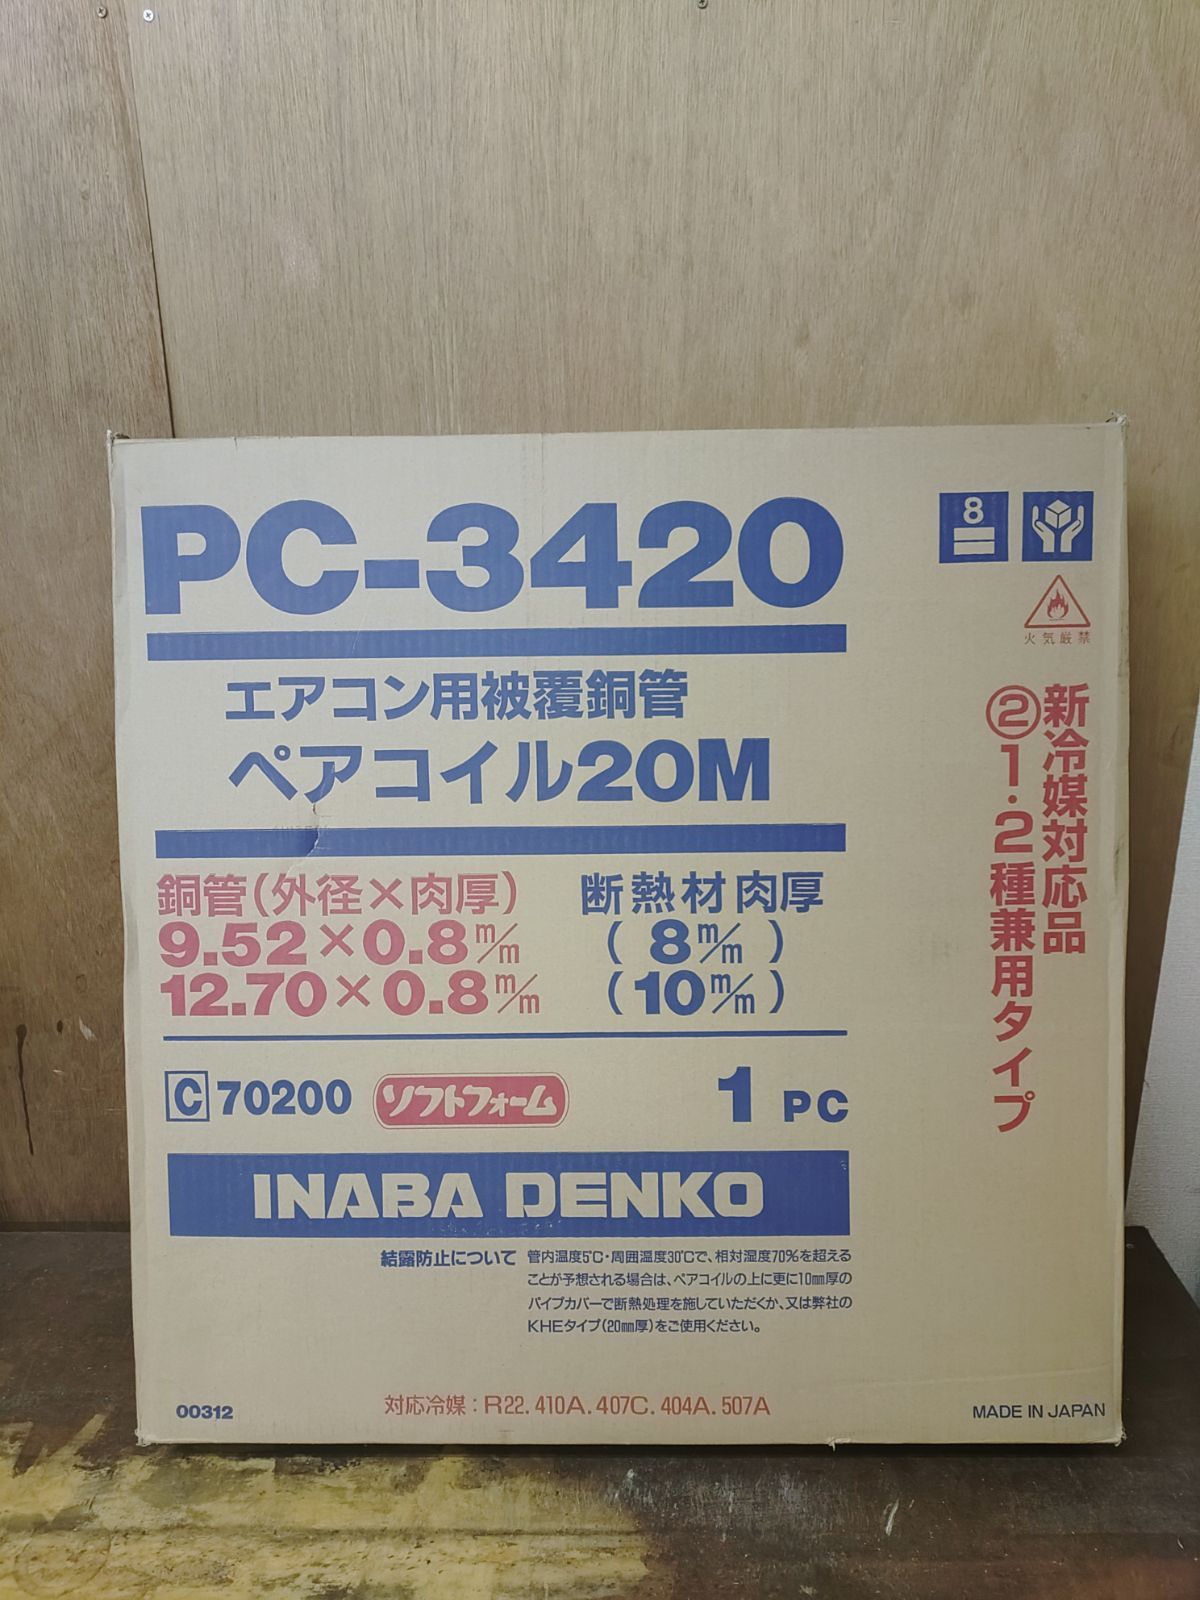 PC-3420
8
火気厳禁
エアコン用被覆銅管
ペアコイル20M
新冷媒対応品
②1・2種兼用タイプ
銅管(外径×肉厚)
9.52×0.8m/m
12.70×0.8m/m
断熱材肉厚
(8m/m)
(10m/m)
C 70200 ソフトフォーム 1 PC
INABA DENKO
結露防止について 管内温度5℃・周囲温度30℃で、相対湿度70%を超える
ことが予想される場合は、ペアコイルの上に更に10mm厚の
パイプカバーで断熱処理を施していただくか、又は弊社の
KHEタイプ(20mm厚)をご使用ください。
対応冷媒:R22.410A.407C.404A.507A
00312
MADE IN JAPAN